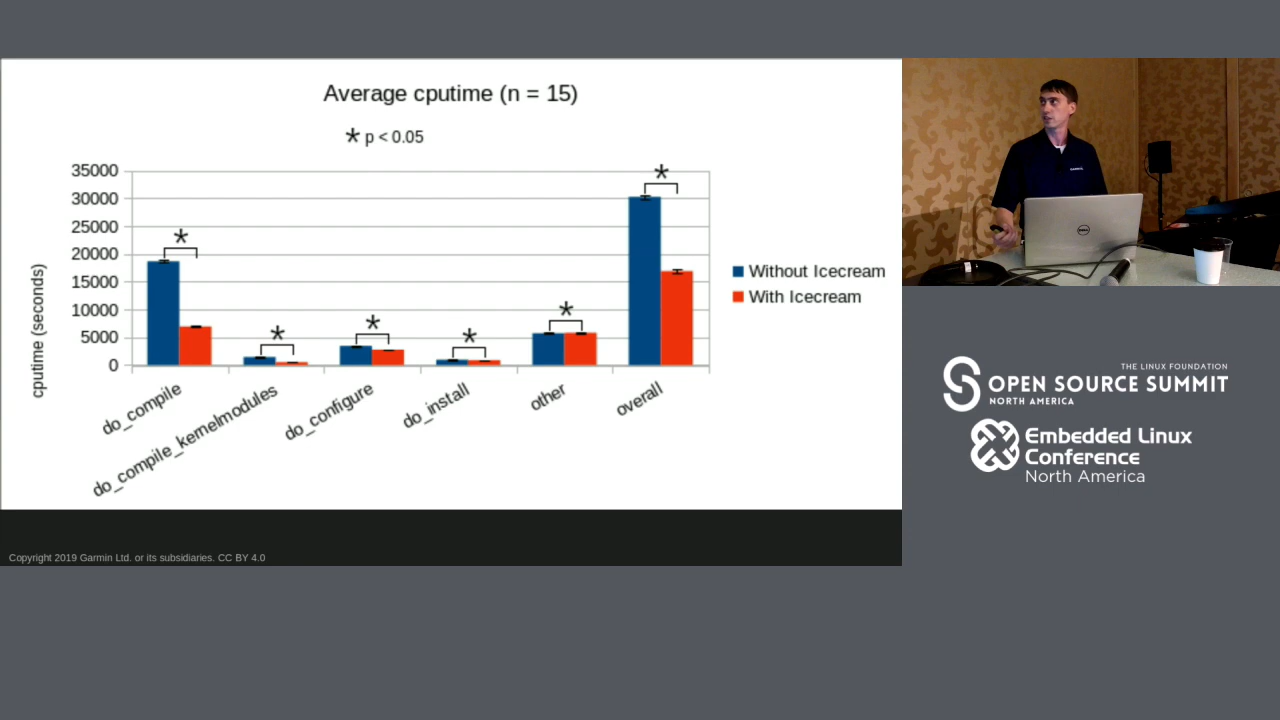 Average cputime (n = 15)
* p < 0.05
cputime (seconds)
35000
30000
25000
20000
15000
10000
5000
0
*
*
*
*
*
*
do_compile
do_compile_kernelmodules
do_configure
do_install
other
overall
Without Icecream
With Icecream
Copyright 2019 Garmin Ltd. or its subsidiaries. CC BY 4.0
GARMIN
DELL
THE LINUX FOUNDATION
OPEN SOURCE SUMMIT
NORTH AMERICA
Embedded Linux
Conference
North America